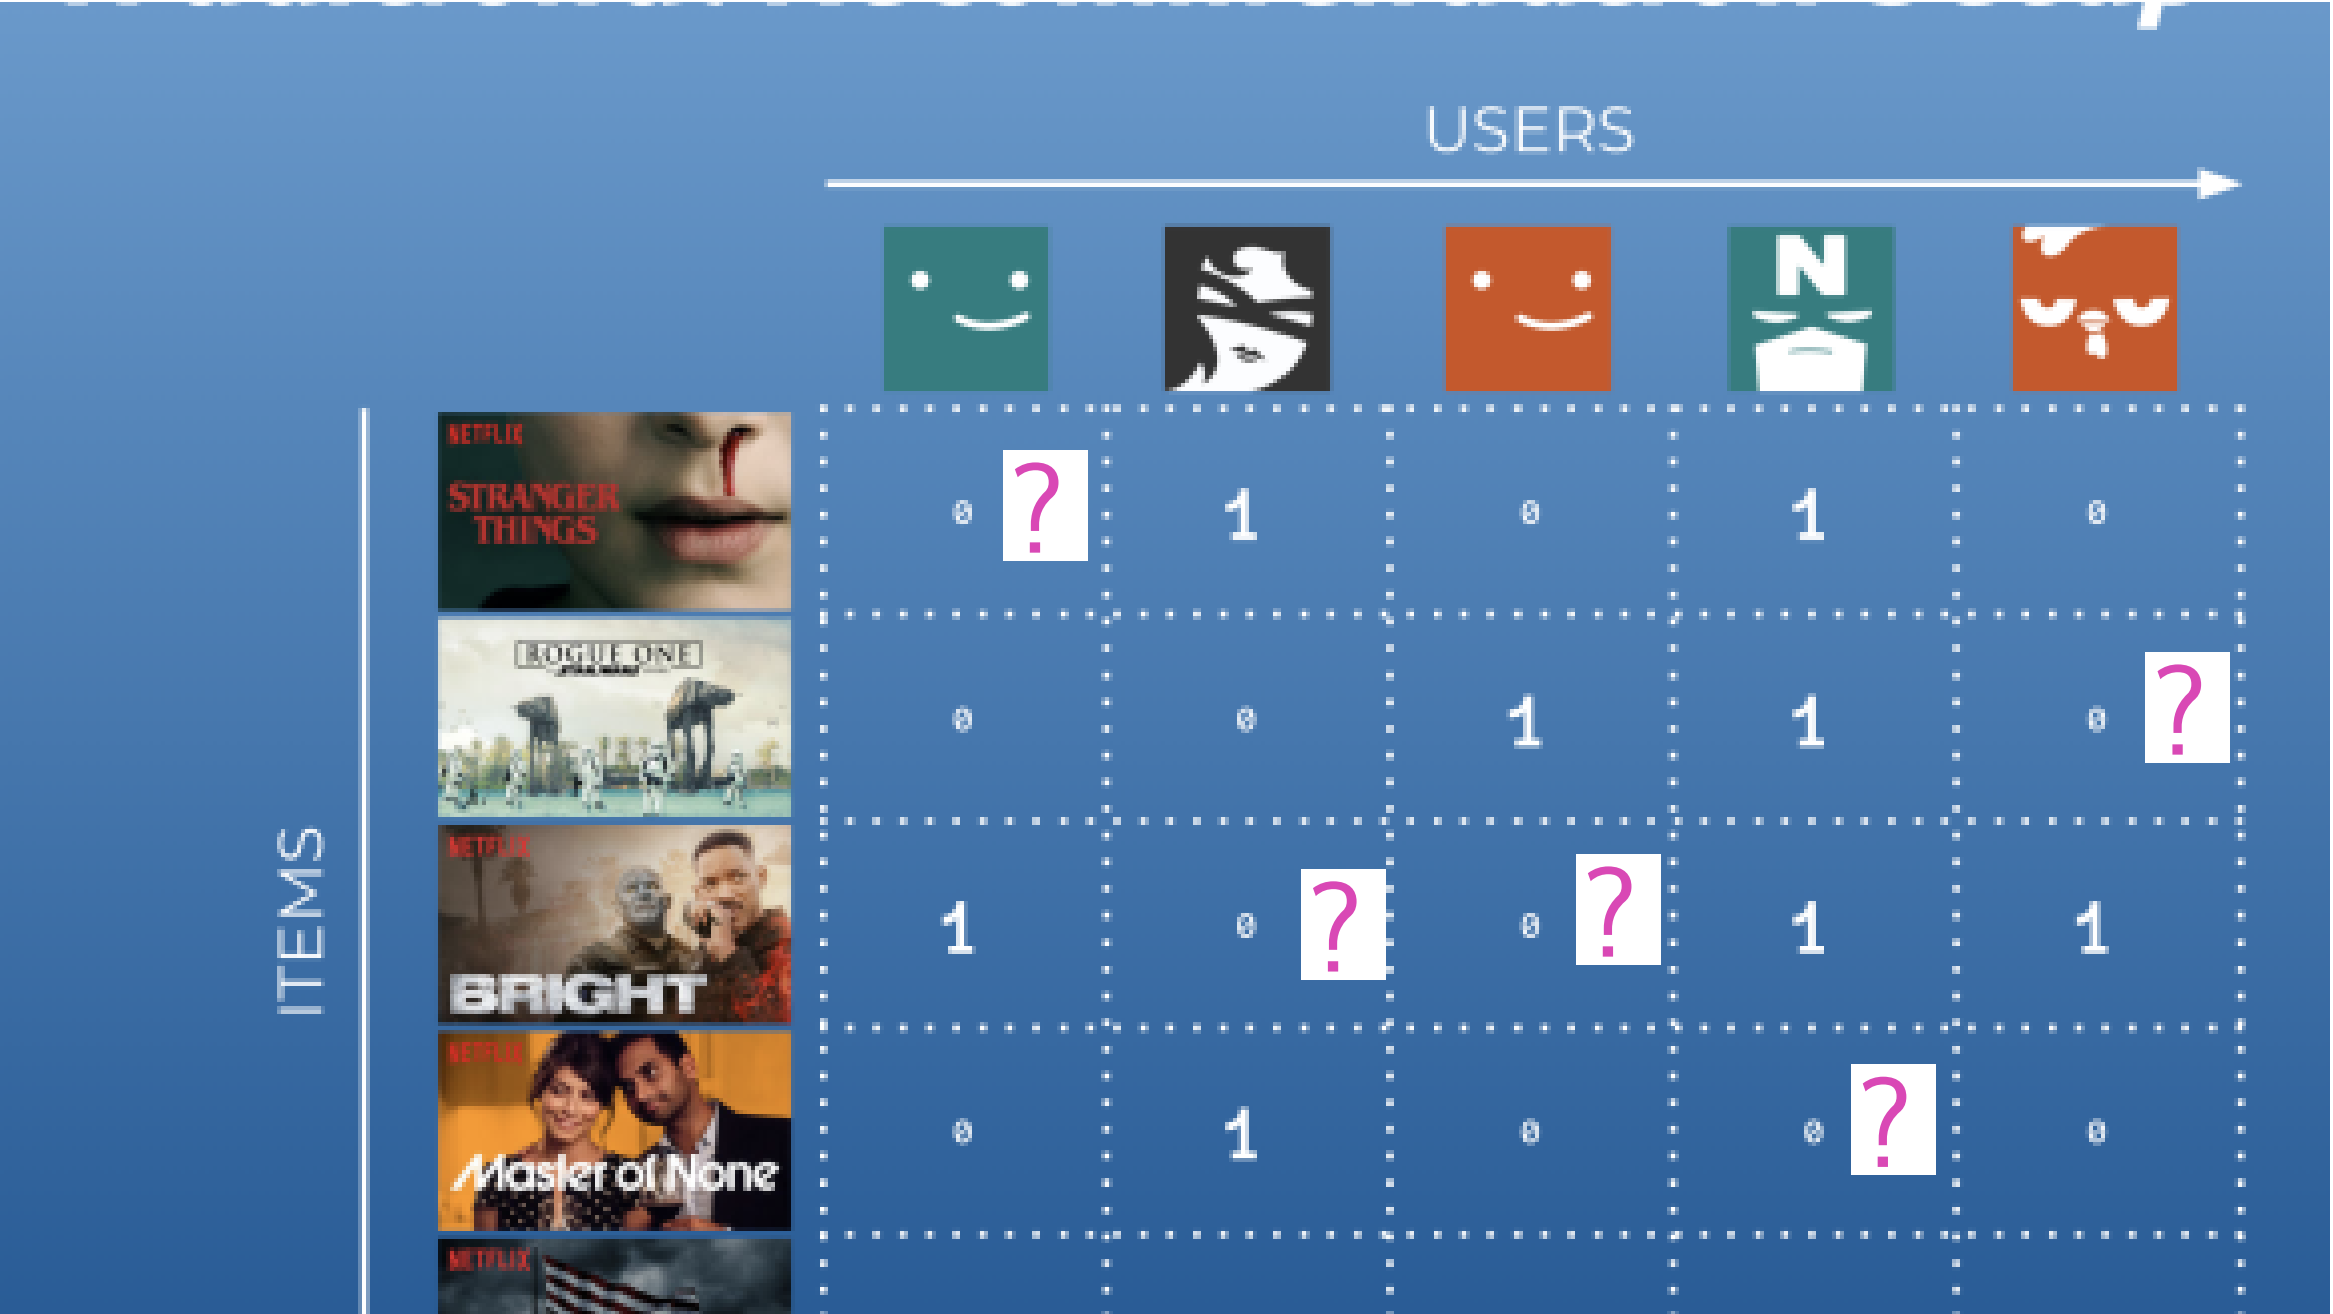 USERS
N
NETFLIX
STRANGER
THINGS
0 ? 1 0 1 0
ROGUE ONE
0 0 1 1 0 ?
ITEMS
NETFLIX
BRIGHT
1 0 ? 0 ? 1 1
NETFLIX
Master of None
0 1 0 0 ? 0
NETFLIX